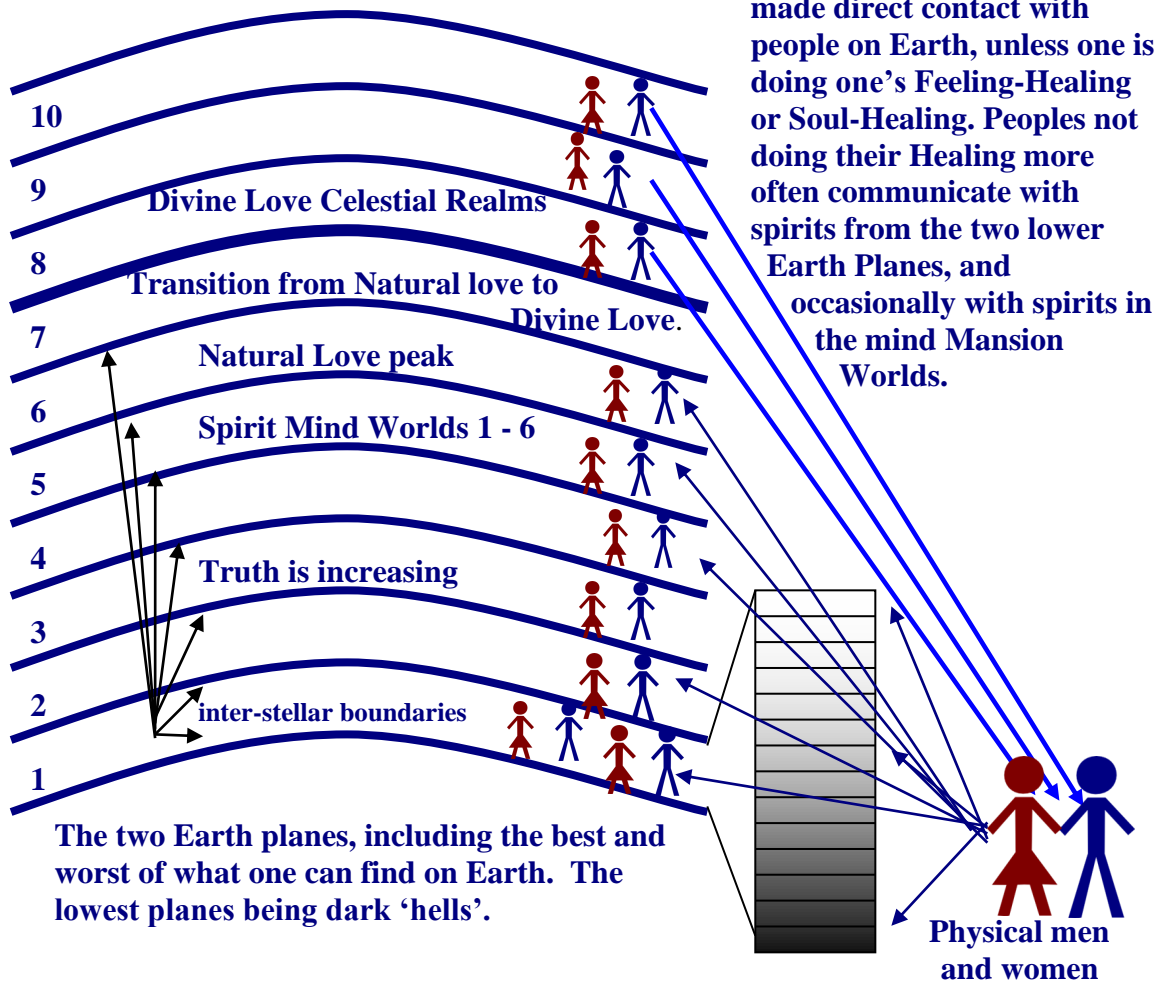 made direct contact with
people on Earth, unless one is
doing one’s Feeling-Healing
or Soul-Healing. Peoples not
doing their Healing more
often communicate with
spirits from the two lower
Earth Planes, and
occasionally with spirits in
the mind Mansion
Worlds.
10
9
Divine Love Celestial Realms
8
Transition from Natural love to
Divine Love.
7
Natural Love peak
6
Spirit Mind Worlds 1 - 6
5
4
Truth is increasing
3
2
inter-stellar boundaries
1
The two Earth planes, including the best and
worst of what one can find on Earth.  The
lowest planes being dark ‘hells’.
Physical men
and women